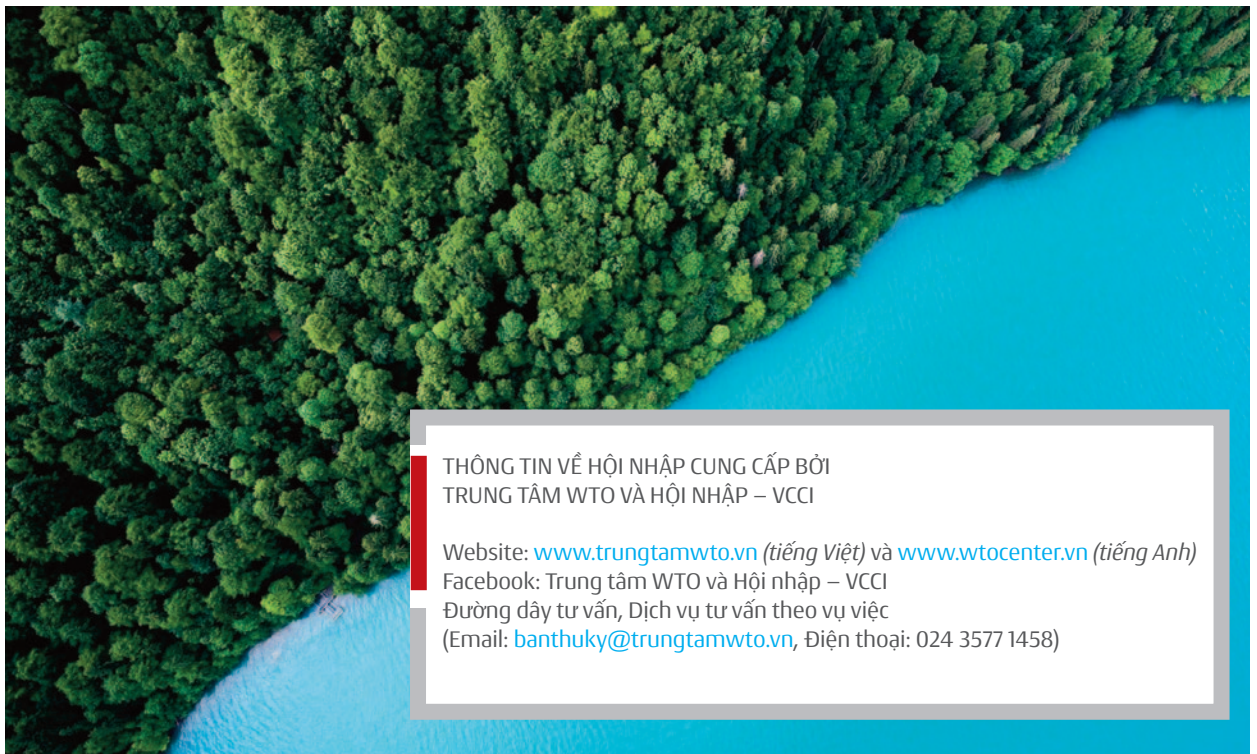 THÔNG TIN VỀ HỘI NHẬP CUNG CẤP BỞI
TRUNG TÂM WTO VÀ HỘI NHẬP – VCCI
Website: www.trungtamwto.vn (tiếng Việt) và www.wtocenter.vn (tiếng Anh)
Facebook: Trung tâm WTO và Hội nhập – VCCI
Đường dây tư vấn, Dịch vụ tư vấn theo vụ việc
(Email: banthuky@trungtamwto.vn, Điện thoại: 024 3577 1458)